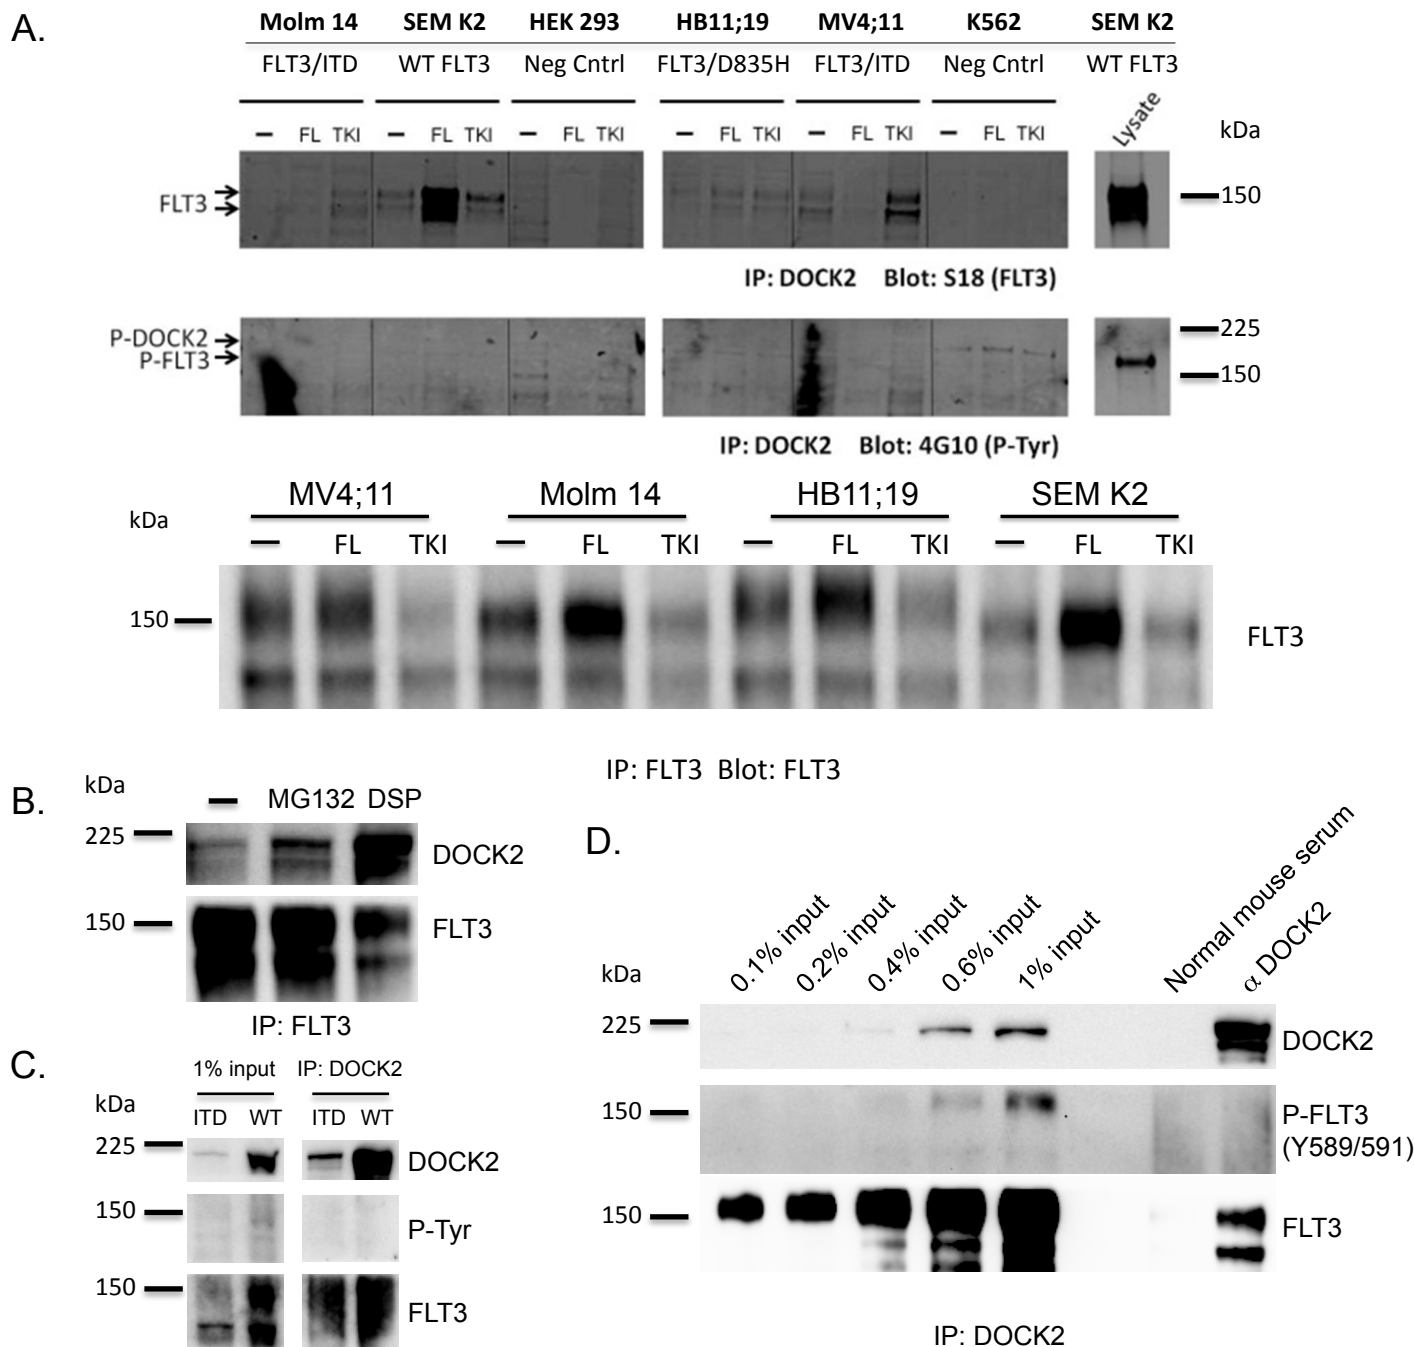 A.
Molm 14 SEM K2 HEK 293 HB11;19 MV4;11 K562 SEM K2
FLT3/ITD WT FLT3 Neg Cntrl FLT3/D835H FLT3/ITD Neg Cntrl WT FLT3
– FL TKI – FL TKI – FL TKI – FL TKI – FL TKI – FL TKI Lysate kDa
FLT3 150
IP: DOCK2 Blot: S18 (FLT3)
P-DOCK2 225
P-FLT3 150
IP: DOCK2 Blot: 4G10 (P-Tyr)
MV4;11 Molm 14 HB11;19 SEM K2
kDa – FL TKI – FL TKI – FL TKI – FL TKI
150 FLT3
IP: FLT3 Blot: FLT3
B.
kDa – MG132 DSP
225 DOCK2
150 FLT3
IP: FLT3
C.
1% input IP: DOCK2
kDa ITD WT ITD WT
225 DOCK2
150 P-Tyr
150 FLT3
D.
kDa 0.1% input 0.2% input 0.4% input 0.6% input 1% input Normal mouse serum α DOCK2
225 DOCK2
150 P-FLT3
(Y589/591)
150 FLT3
IP: DOCK2